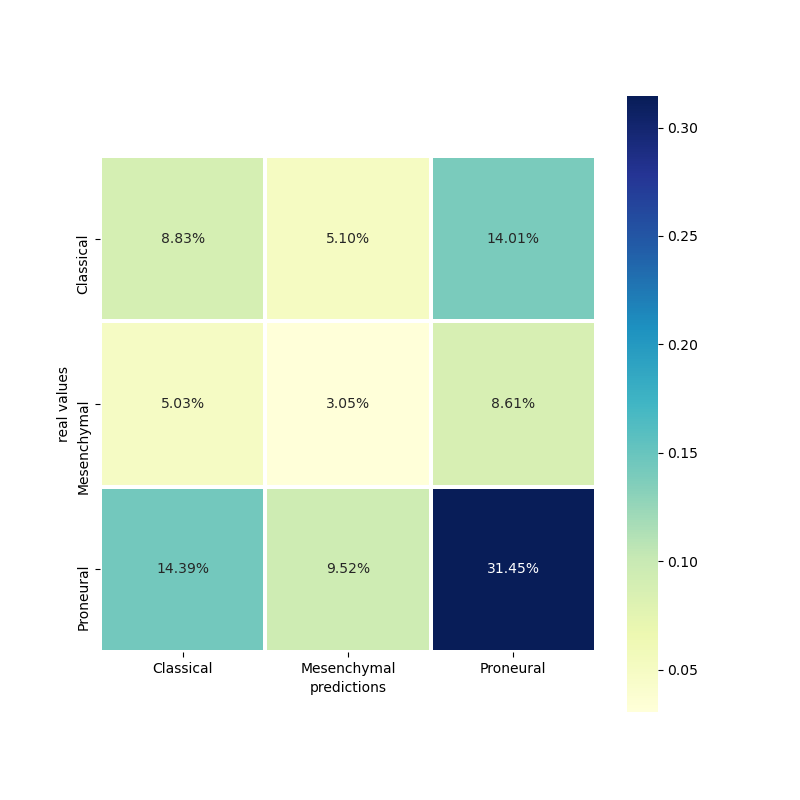 0.30
8.83% 5.10% 14.01%
Classical
0.25
0.20
5.03% 3.05% 8.61%
real values
Mesenchymal
0.15
14.39% 9.52% 31.45%
Proneural
0.10
Classical Mesenchymal Proneural
predictions
0.05